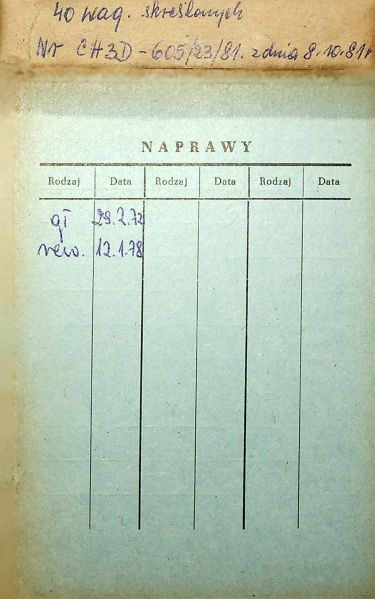 40 wag. skreślonych
Nr CH3D-605/23/81. z dnia 8.10.81r
NAPRAWY
Rodzaj Data Rodzaj Data Rodzaj Data
gł 29.2.72
rew. 12.1.78